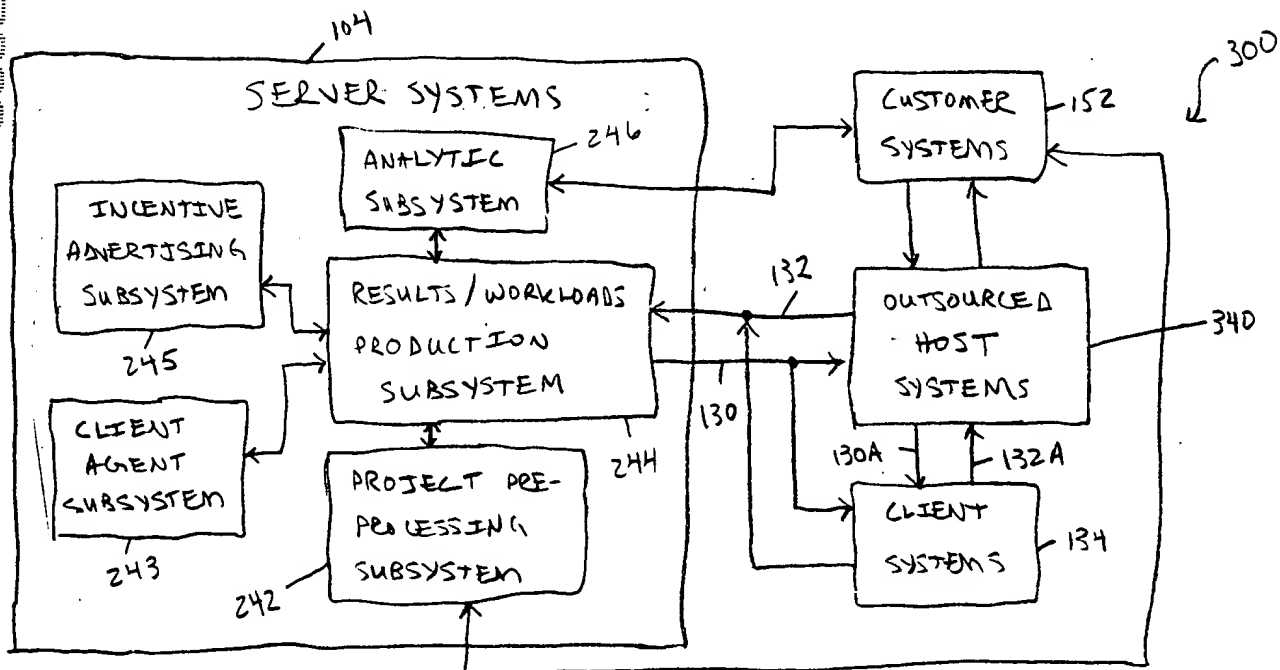 104
300
SERVER SYSTEMS
CUSTOMER
SYSTEMS
152
246
ANALYTIC
SUBSYSTEM
INCENTIVE
ADVERTISING
SUBSYSTEM
245
RESULTS/WORKLOADS
PRODUCTION
SUBSYSTEM
244
132
130
OUTSOURCED
HOST
SYSTEMS
340
CLIENT
AGENT
SUBSYSTEM
243
PROJECT PRE-
PROCESSING
SUBSYSTEM
242
130A
132A
CLIENT
SYSTEMS
134